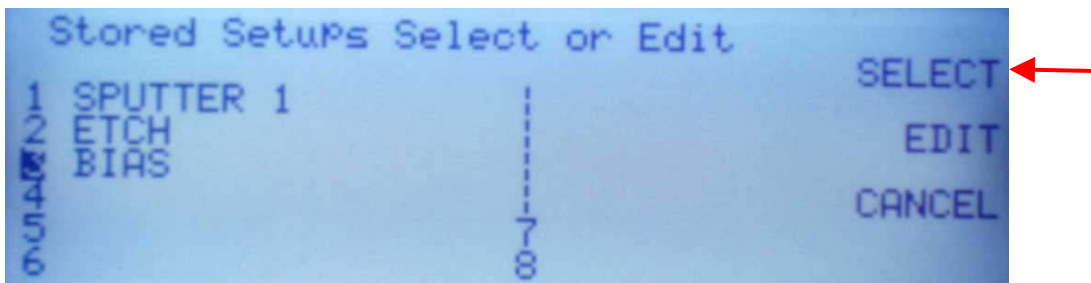 Stored Setups Select or Edit
SELECT
1 SPUTTER 1
2 ETCH
EDIT
3 BIAS
4
CANCEL
5 7
6 8